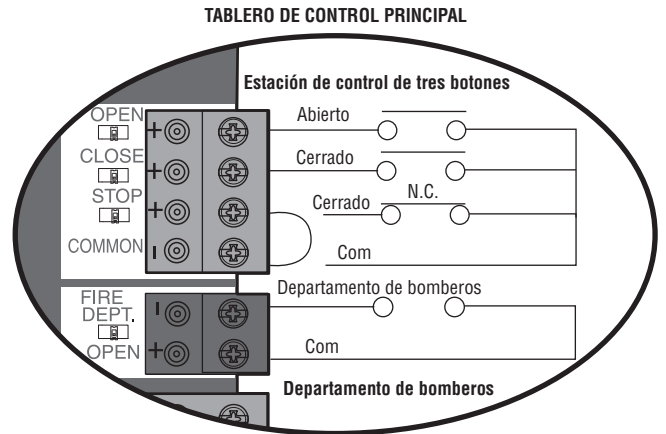 TABLERO DE CONTROL PRINCIPAL
Estación de control de tres botones
OPEN
Abierto
CLOSE
Cerrado
STOP
Cerrado
N.C.
COMMON
Com
FIRE
DEPT.
Departamento de bomberos
OPEN
Com
Departamento de bomberos